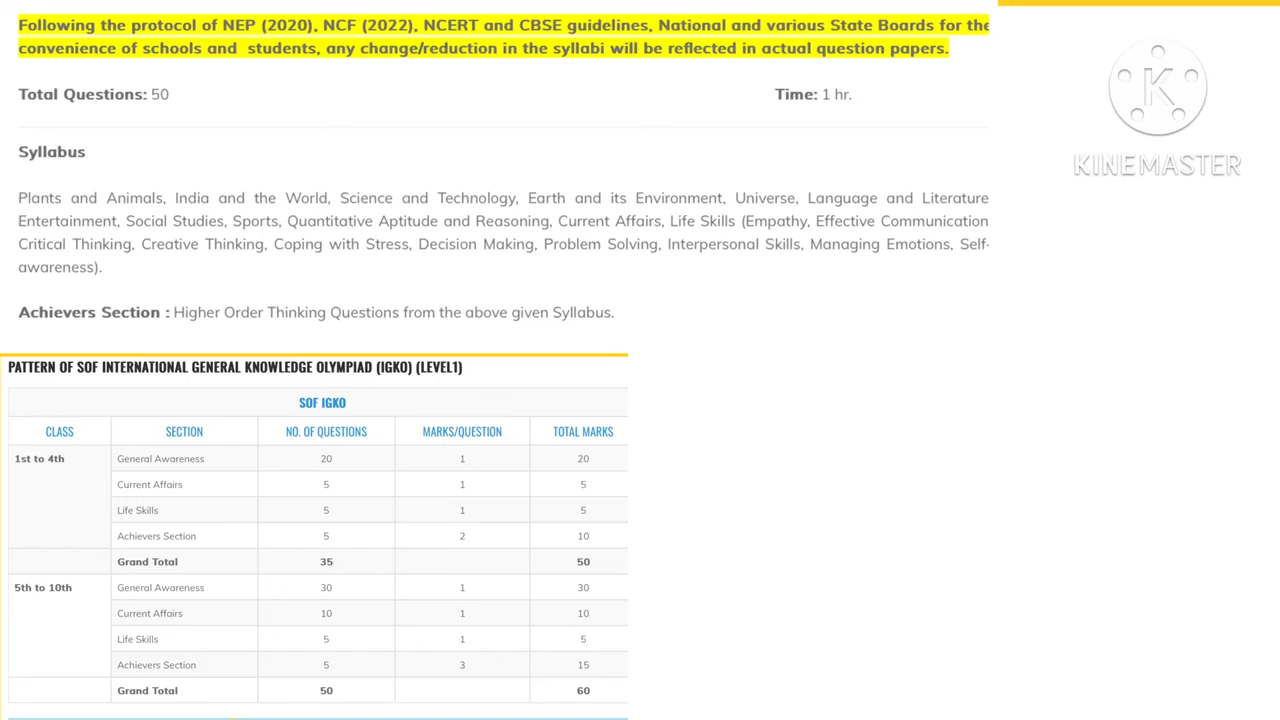 Following the protocol of NEP (2020), NCF (2022), NCERT and CBSE guidelines, National and various State Boards for the
convenience of schools and students, any change/reduction in the syllabi will be reflected in actual question papers.
Total Questions: 50 Time: 1 hr.
Syllabus
Plants and Animals, India and the World, Science and Technology, Earth and its Environment, Universe, Language and Literature
Entertainment, Social Studies, Sports, Quantitative Aptitude and Reasoning, Current Affairs, Life Skills (Empathy, Effective Communication
Critical Thinking, Creative Thinking, Coping with Stress, Decision Making, Problem Solving, Interpersonal Skills, Managing Emotions, Self-
awareness).
Achievers Section : Higher Order Thinking Questions from the above given Syllabus.
PATTERN OF SOF INTERNATIONAL GENERAL KNOWLEDGE OLYMPIAD (IGKO) (LEVEL1)
SOF IGKO
CLASS SECTION NO. OF QUESTIONS MARKS/QUESTION TOTAL MARKS
1st to 4th General Awareness 20 1 20
Current Affairs 5 1 5
Life Skills 5 1 5
Achievers Section 5 2 10
Grand Total 35 50
5th to 10th General Awareness 30 1 30
Current Affairs 10 1 10
Life Skills 5 1 5
Achievers Section 5 3 15
Grand Total 50 60
K
KINEMASTER